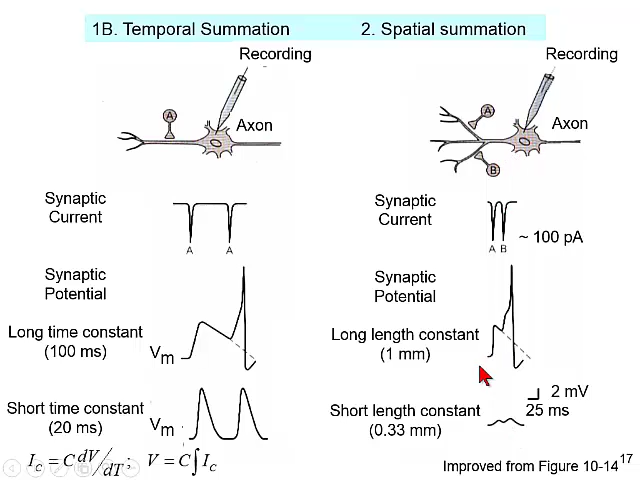 1B. Temporal Summation
2. Spatial summation
Recording
Recording
A
Axon
A
Axon
B
Synaptic
Current
A A
Synaptic
Current
A B
~ 100 pA
Synaptic
Potential
Synaptic
Potential
Long time constant
(100 ms)
Vm
Long length constant
(1 mm)
Short time constant
(20 ms)
Vm
Short length constant
(0.33 mm)
2 mV
25 ms
I_C = C dV/dT ; V = C∫I_C
Improved from Figure 10-14
17